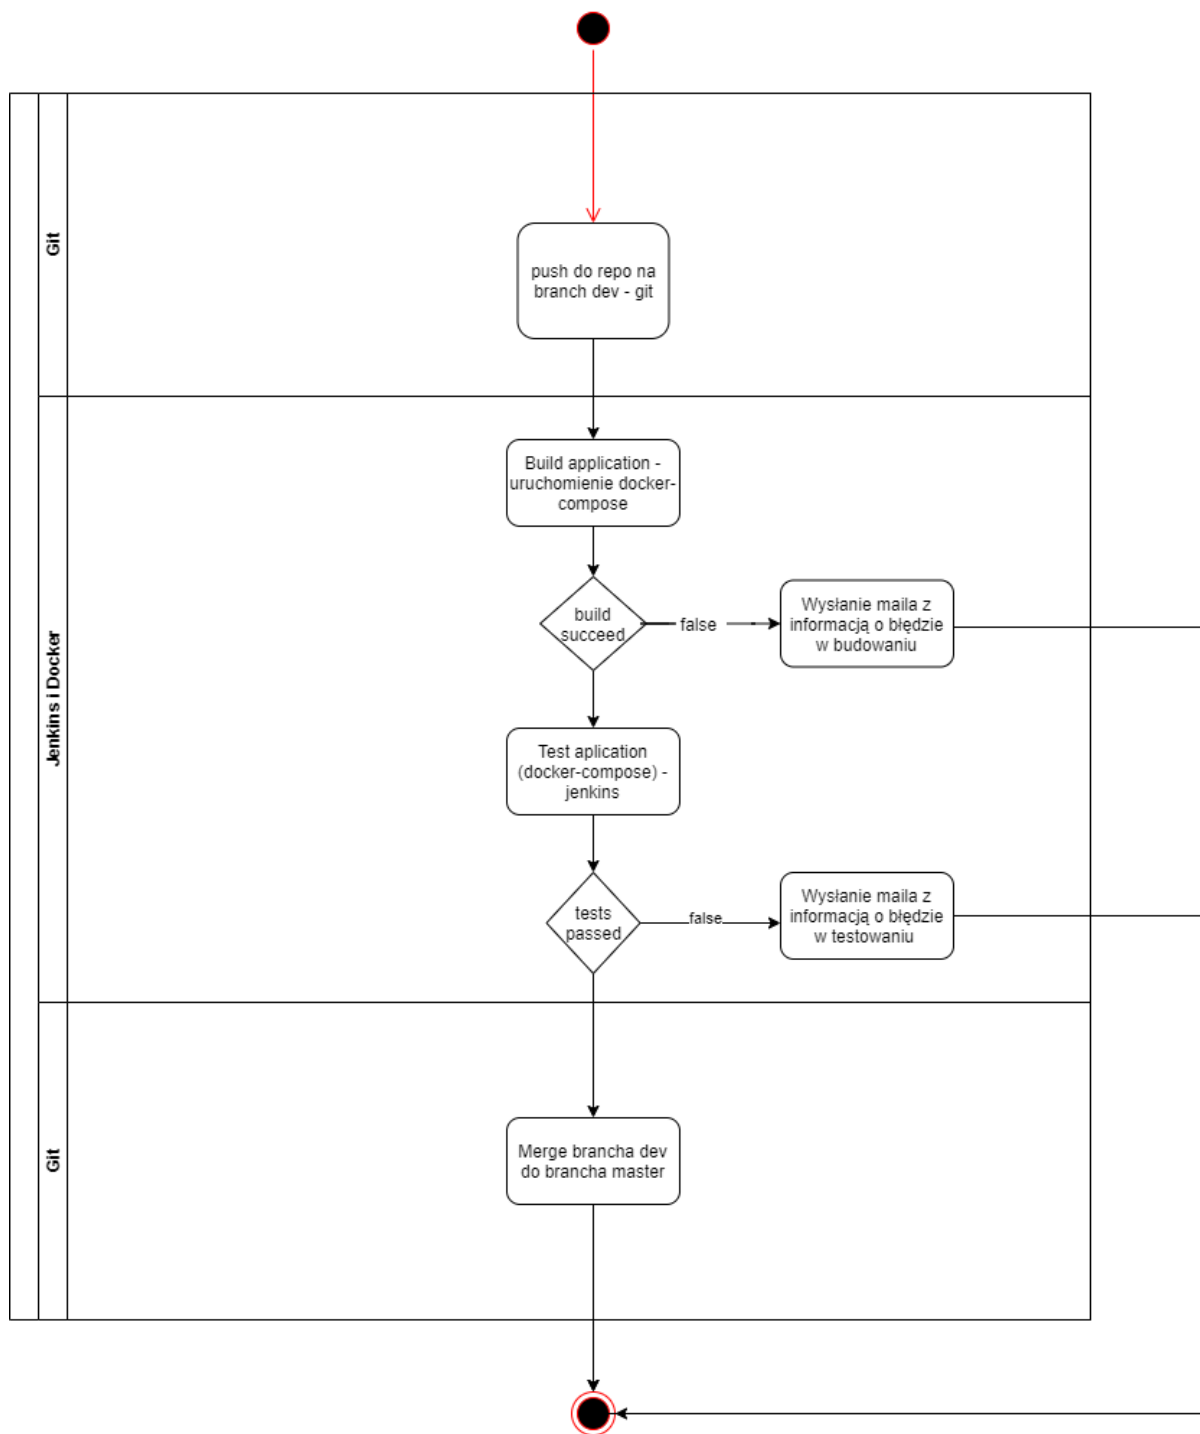 Git
push do repo na
branch dev - git
Jenkins i Docker
Build application -
uruchomienie docker-
compose
build
succeed
false
Wysłanie maila z
informacją o błędzie
w budowaniu
Test aplication
(docker-compose) -
jenkins
tests
passed
false
Wysłanie maila z
informacją o błędzie
w testowaniu
Git
Merge brancha dev
do brancha master